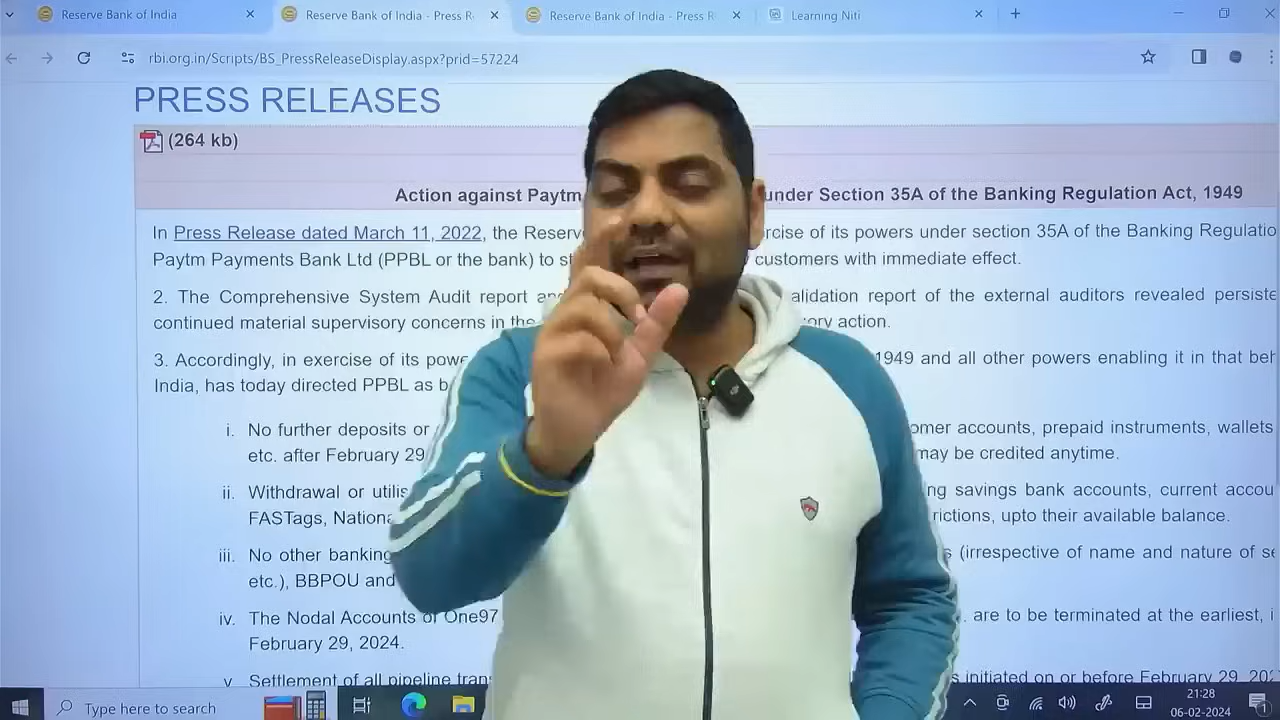 Reserve Bank of India
Reserve Bank of India - Press R
Reserve Bank of India - Press R
Learning Niti
rbi.org.in/Scripts/BS_PressReleaseDisplay.aspx?prid=57224
PRESS RELEASES
(264 kb)
Action against Paytm under Section 35A of the Banking Regulation Act, 1949
In Press Release dated March 11, 2022, the Reserv rcise of its powers under section 35A of the Banking Regulatio
Paytm Payments Bank Ltd (PPBL or the bank) to st customers with immediate effect.
2. The Comprehensive System Audit report and alidation report of the external auditors revealed persiste
continued material supervisory concerns in the ory action.
3. Accordingly, in exercise of its powe 1949 and all other powers enabling it in that beh
India, has today directed PPBL as b
i. No further deposits or omer accounts, prepaid instruments, wallets
etc. after February 29 may be credited anytime.
ii. Withdrawal or utilis ng savings bank accounts, current accou
FASTags, Nationa rictions, upto their available balance.
iii. No other banking s (irrespective of name and nature of se
etc.), BBPOU and
iv. The Nodal Accounts of One97 . are to be terminated at the earliest, i
February 29, 2024.
v Settlement of all pipeline tran s initiated on or before February 29, 202
Type here to search
21:28
06-02-2024
1